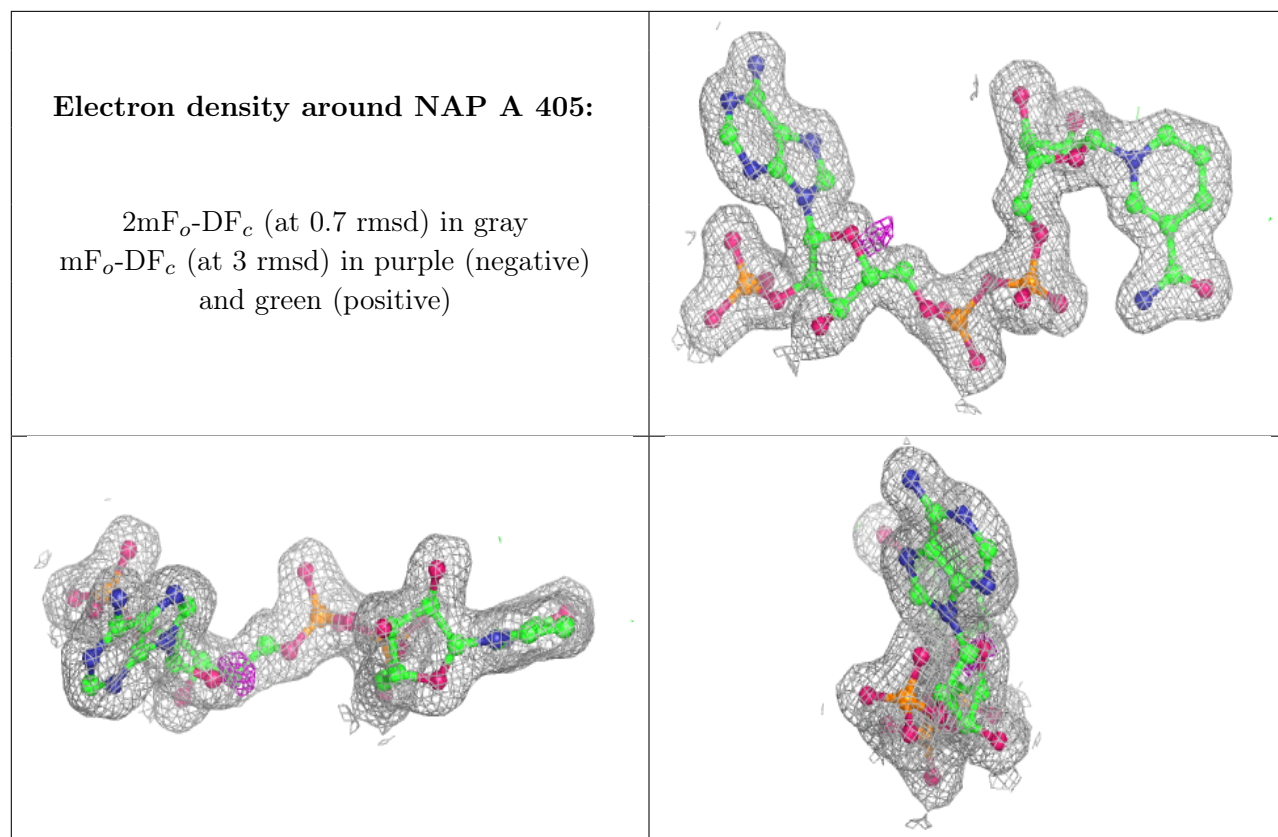 Electron density around NAP A 405:
2mFₒ-DF𝒸 (at 0.7 rmsd) in gray
mFₒ-DF𝒸 (at 3 rmsd) in purple (negative)
and green (positive)